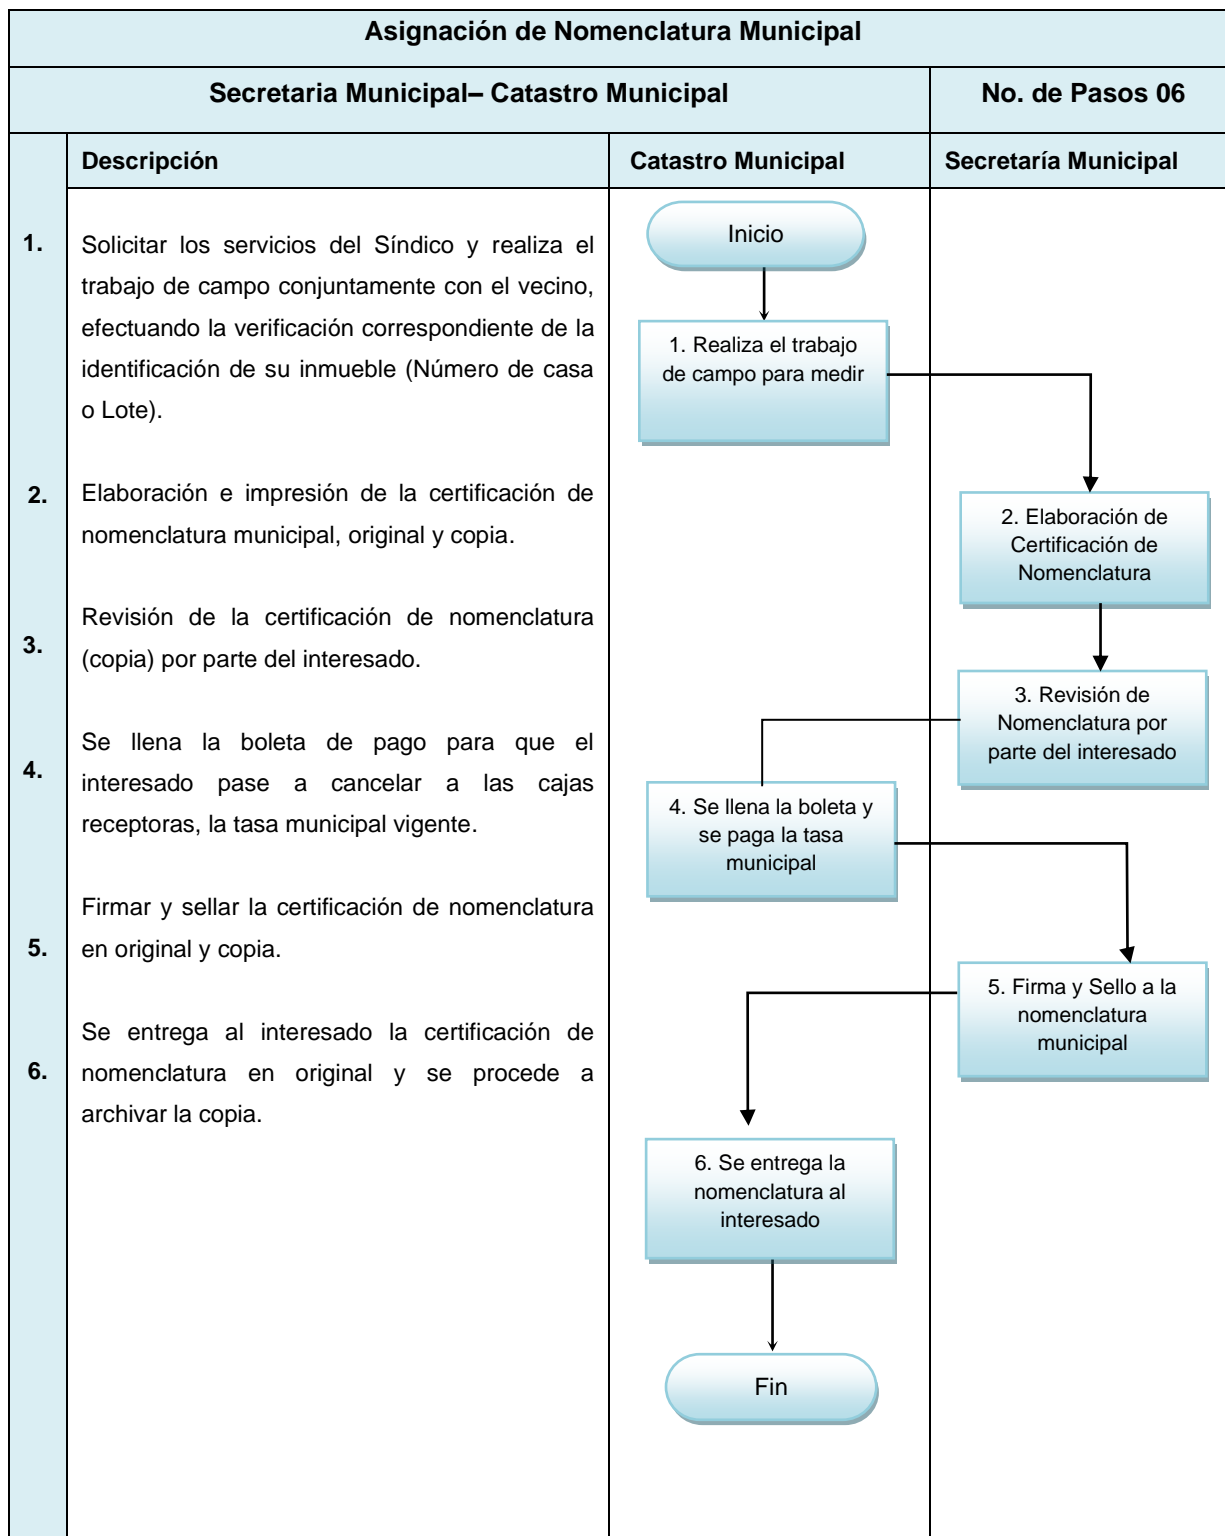 Asignación de Nomenclatura Municipal
Secretaria Municipal– Catastro Municipal
No. de Pasos 06
Descripción
Catastro Municipal
Secretaría Municipal
1.
Solicitar los servicios del Síndico y realiza el
trabajo de campo conjuntamente con el vecino,
efectuando la verificación correspondiente de la
identificación de su inmueble (Número de casa
o Lote).
2.
Elaboración e impresión de la certificación de
nomenclatura municipal, original y copia.
3.
Revisión de la certificación de nomenclatura
(copia) por parte del interesado.
4.
Se llena la boleta de pago para que el
interesado pase a cancelar a las cajas
receptoras, la tasa municipal vigente.
5.
Firmar y sellar la certificación de nomenclatura
en original y copia.
6.
Se entrega al interesado la certificación de
nomenclatura en original y se procede a
archivar la copia.
Inicio
1. Realiza el trabajo
de campo para medir
2. Elaboración de
Certificación de
Nomenclatura
3. Revisión de
Nomenclatura por
parte del interesado
4. Se llena la boleta y
se paga la tasa
municipal
5. Firma y Sello a la
nomenclatura
municipal
6. Se entrega la
nomenclatura al
interesado
Fin